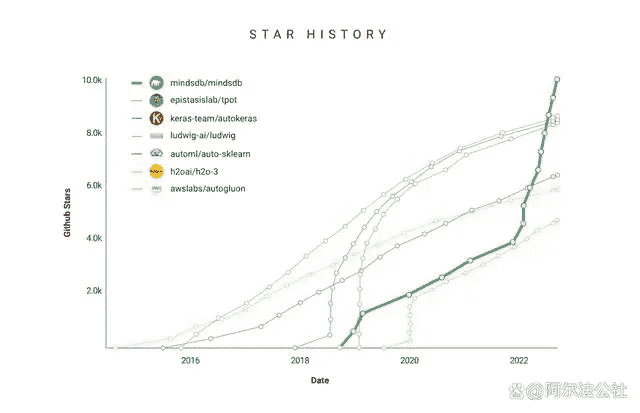 STAR HISTORY
10.0k
8.0k
6.0k
4.0k
2.0k
Github Stars
mindsdb/mindsdb
epistasislab/tpot
keras-team/autokeras
ludwig-ai/ludwig
automl/auto-sklearn
h2oai/h2o-3
awslabs/autogluon
2016 2018 2020 2022
Date
阿尔法公社